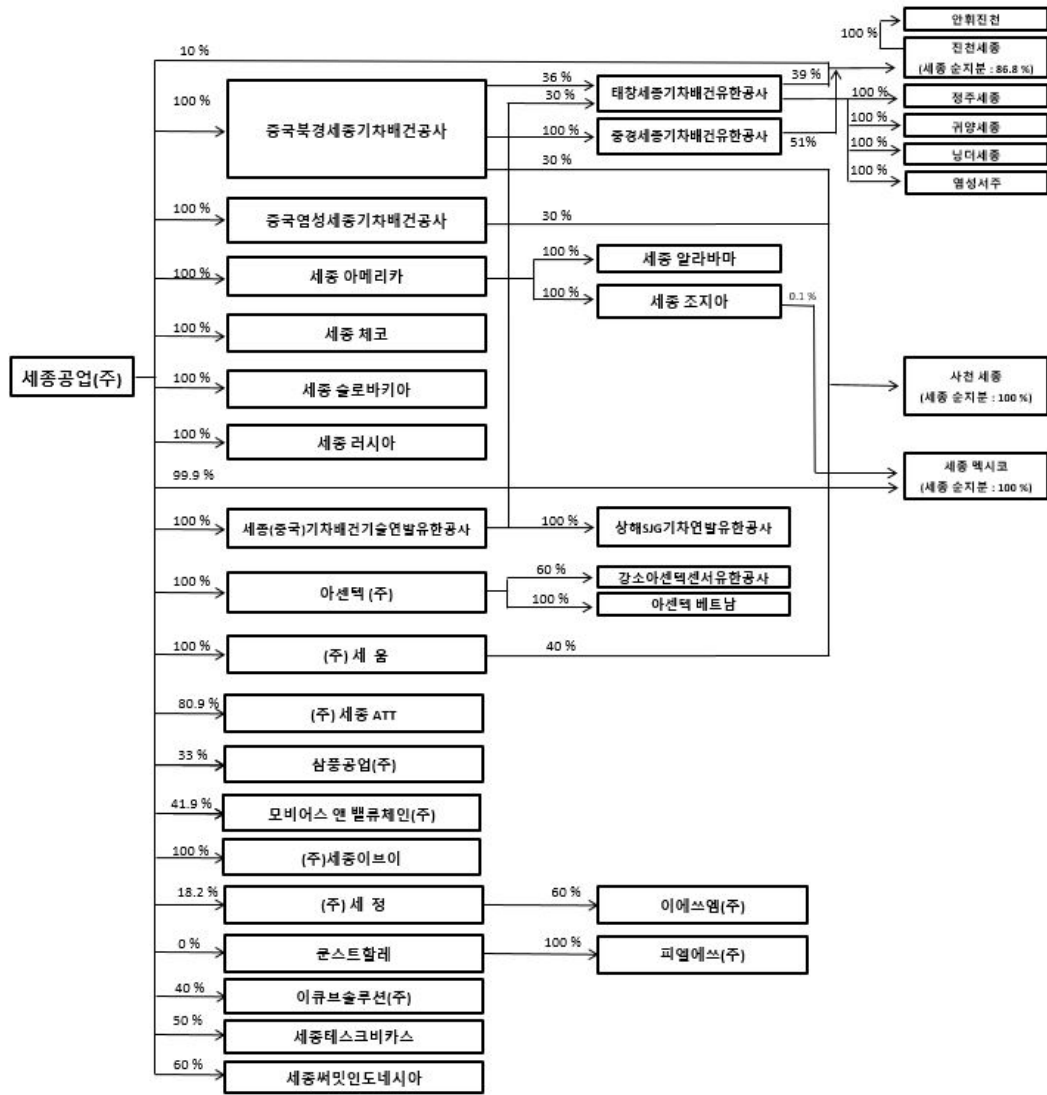 안휘진천
100 %
10 %
진천세종
(세종 순지분 : 86.8 %)
36 %
39 %
태창세종기차배건유한공사
30 %
100 %
정주세종
100 %
중국북경세종기차배건공사
100 %
귀양세종
100 %
중경세종기차배건유한공사
51%
100 %
닝더세종
30 %
100 %
염성서주
100 %
중국염성세종기차배건공사
30 %
100 %
세종 아메리카
100 %
세종 알라바마
100 %
세종 조지아
0.1 %
100 %
세종 체코
세종공업(주)
사천 세종
(세종 순지분 : 100 %)
100 %
세종 슬로바키아
100 %
세종 러시아
99.9 %
세종 멕시코
(세종 순지분 : 100 %)
100 %
세종(중국)기차배건기술연발유한공사
100 %
상해SJG기차연발유한공사
100 %
아센텍 (주)
60 %
강소아센텍센서유한공사
100 %
아센텍 베트남
100 %
(주) 세 움
40 %
80.9 %
(주) 세종 ATT
33 %
삼풍공업(주)
41.9 %
모비어스 앤 밸류체인(주)
100 %
(주)세종이브이
18.2 %
(주) 세 정
60 %
이에쓰엠(주)
0 %
쿤스트할레
100 %
피엘에쓰(주)
40 %
이큐브솔루션(주)
50 %
세종테스크비카스
60 %
세종써밋인도네시아